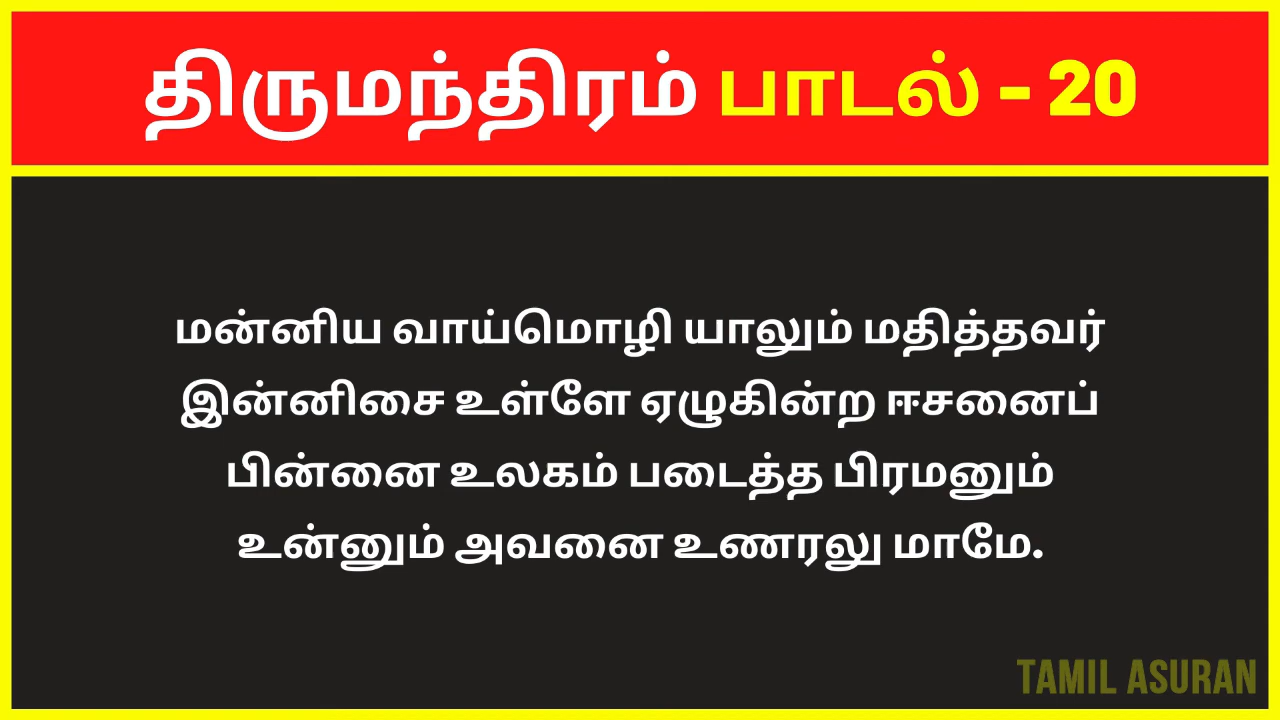 திருமந்திரம் பாடல் - 20
மன்னிய வாய்மொழி யாலும் மதித்தவர்
இன்னிசை உள்ளே ஏழுகின்ற ஈசனைப்
பின்னை உலகம் படைத்த பிரமனும்
உன்னும் அவனை உணரலு மாமே.
TAMIL ASURAN